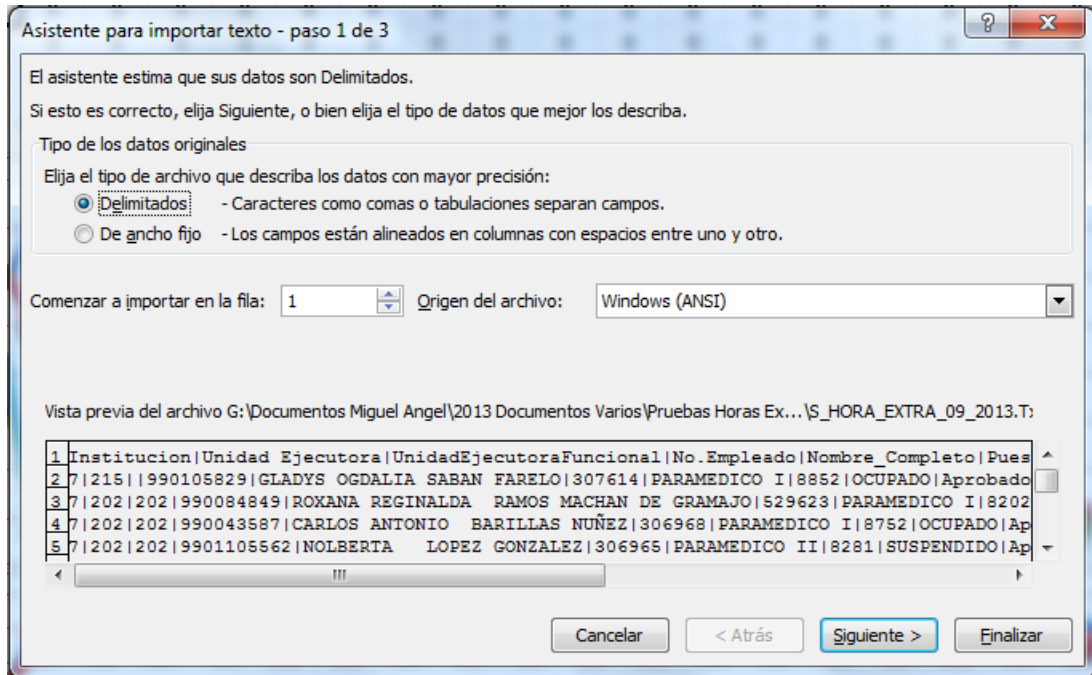 Asistente para importar texto - paso 1 de 3
El asistente estima que sus datos son Delimitados.
Si esto es correcto, elija Siguiente, o bien elija el tipo de datos que mejor los describa.
Tipo de los datos originales
Elija el tipo de archivo que describa los datos con mayor precisión:
Delimitados - Caracteres como comas o tabulaciones separan campos.
De ancho fijo - Los campos están alineados en columnas con espacios entre uno y otro.
Comenzar a importar en la fila: 1 Origen del archivo: Windows (ANSI)
Vista previa del archivo G:\Documentos Miguel Angel\2013 Documentos Varios\Pruebas Horas Ex...\S_HORA_EXTRA_09_2013.Tx
1 Institucion|Unidad Ejecutora|UnidadEjecutoraFuncional|No.Empleado|Nombre_Completo|Pues
2 7|215||990105829|GLADYS OGDALIA SABAN FARELO|307614|PARAMEDICO I|8852|OCUPADO|Aprobado
3 7|202|202|990084849|ROXANA REGINALDA  RAMOS MACHAN DE GRAMAJO|529623|PARAMEDICO I|8202
4 7|202|202|990043587|CARLOS ANTONIO  BARILLAS NUÑEZ|306968|PARAMEDICO I|8752|OCUPADO|Ap
5 7|202|202|9901105562|NOLBERTA   LOPEZ GONZALEZ|306965|PARAMEDICO II|8281|SUSPENDIDO|Ap
Cancelar < Atrás Siguiente > Finalizar